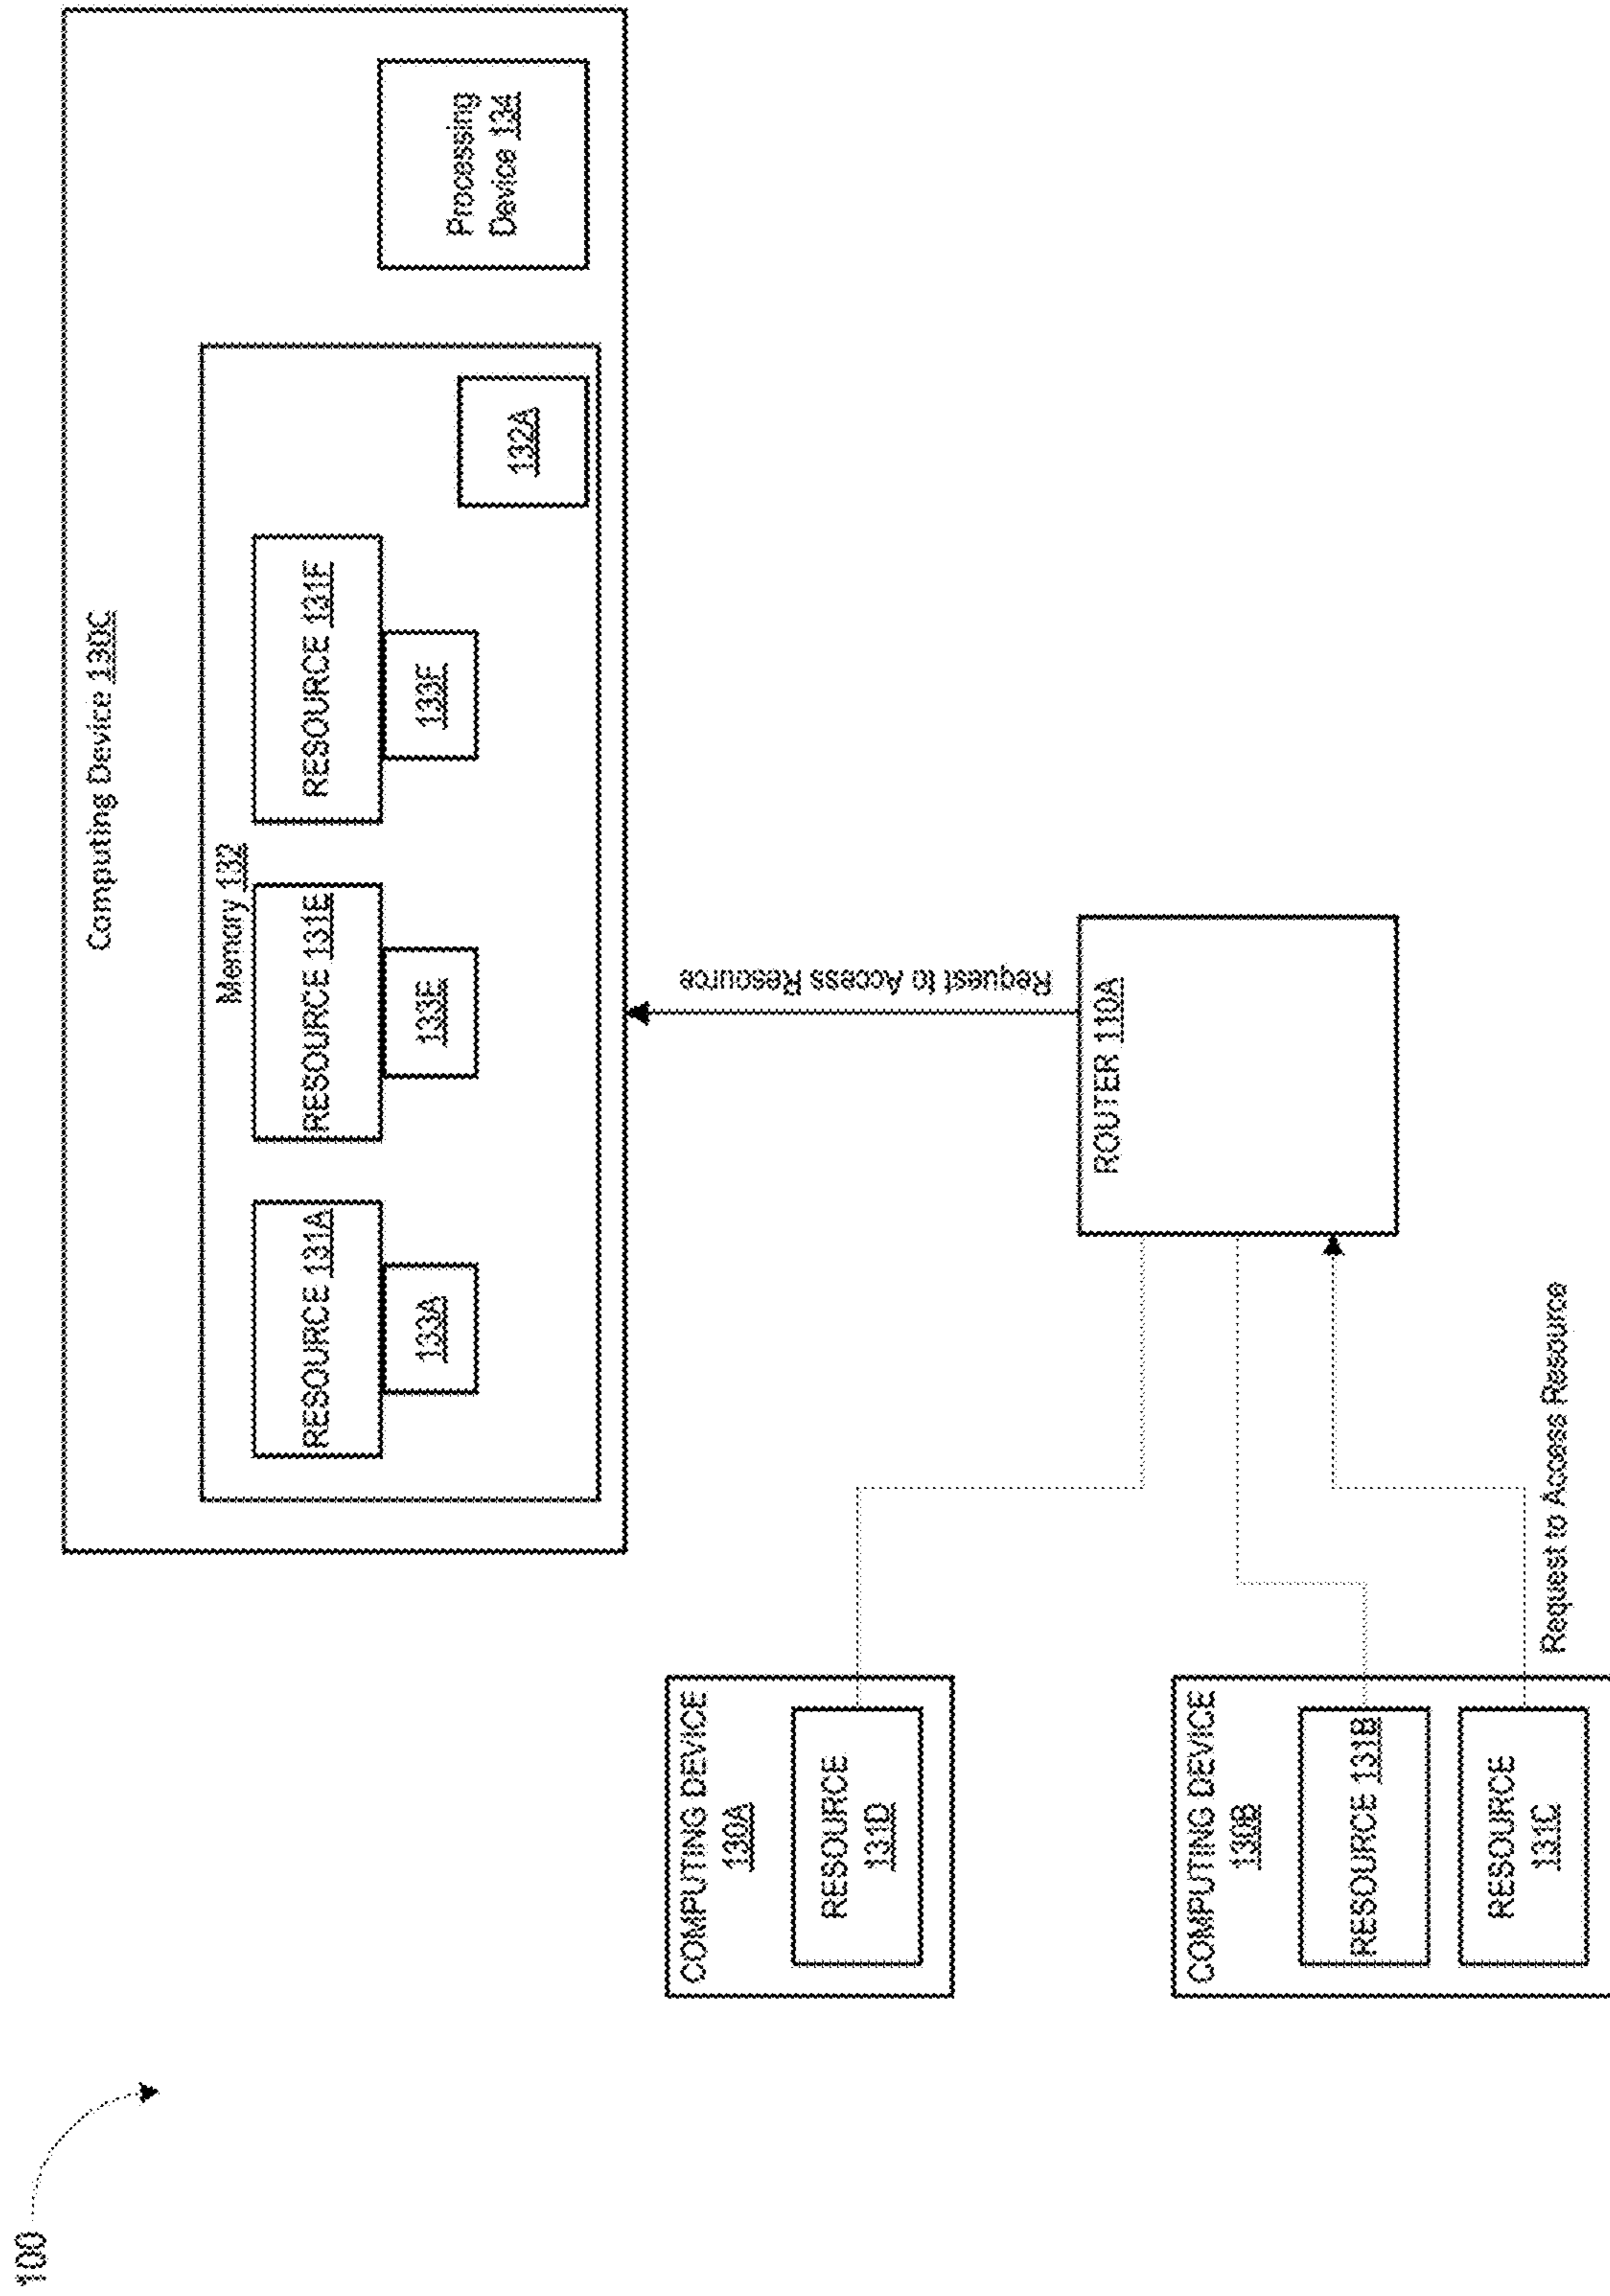 100
Computing Device 130C
Memory 132
RESOURCE 131A
133A
RESOURCE 131E
133E
RESOURCE 131F
133F
132A
Processing
Device 134
COMPUTING DEVICE
130A
RESOURCE
131D
Request to Access Resource
ROUTER 110A
COMPUTING DEVICE
130B
RESOURCE 131B
RESOURCE
131C
Request to Access Resource